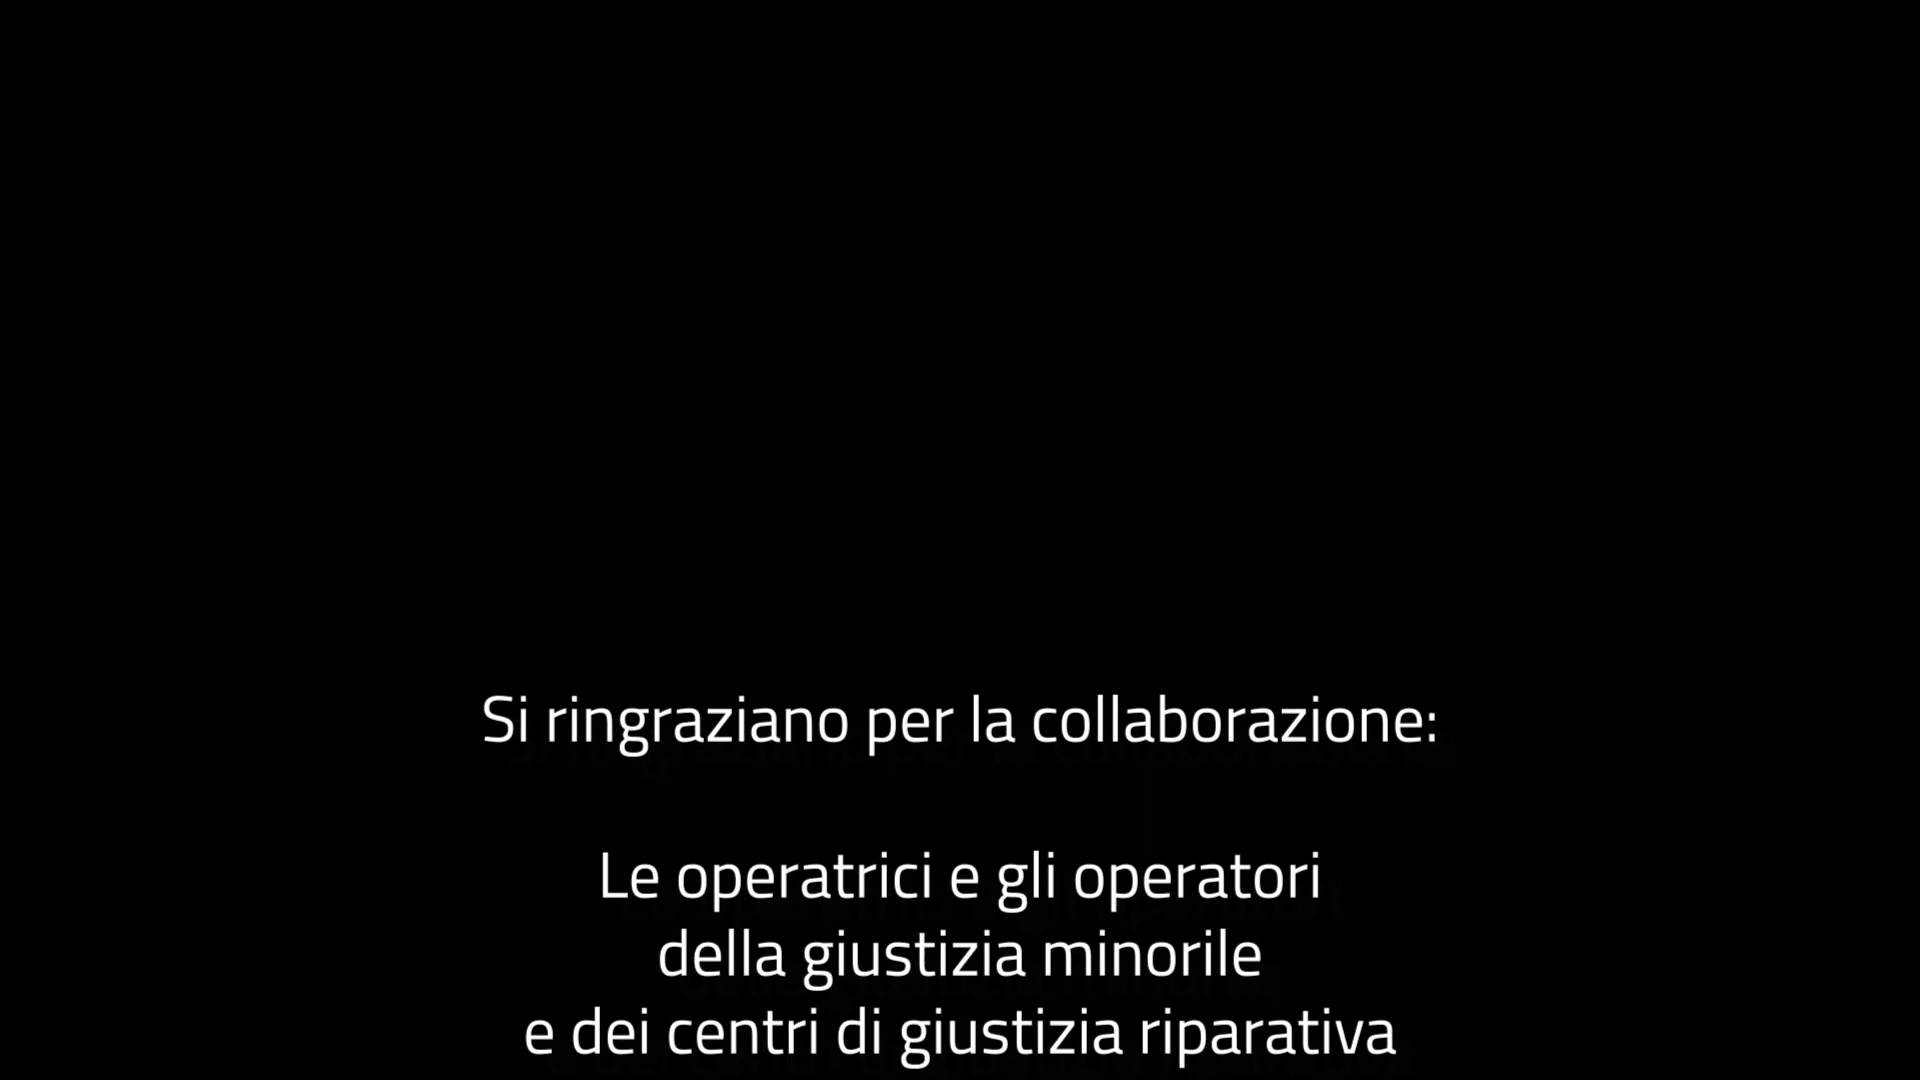 Si ringraziano per la collaborazione:
Le operatrici e gli operatori
della giustizia minorile
e dei centri di giustizia riparativa